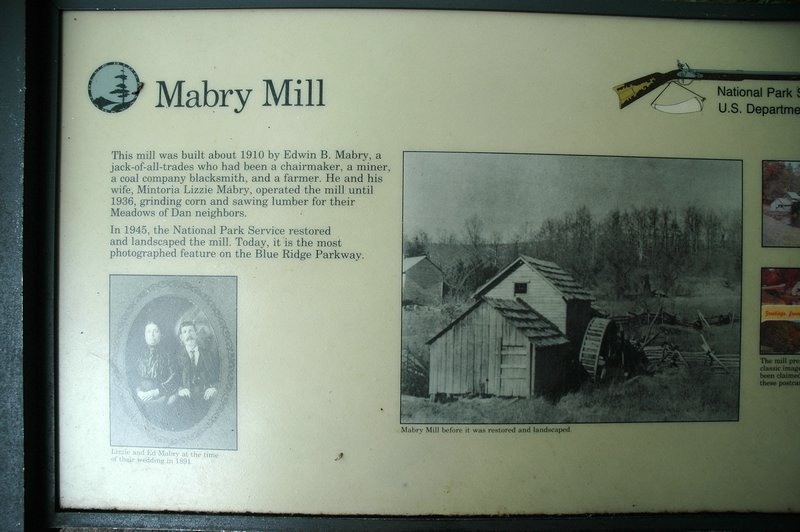 Mabry Mill
National Park
U.S. Departme
This mill was built about 1910 by Edwin B. Mabry, a
jack-of-all-trades who had been a chairmaker, a miner,
a coal company blacksmith, and a farmer. He and his
wife, Mintoria Lizzie Mabry, operated the mill until
1936, grinding corn and sawing lumber for their
Meadows of Dan neighbors.
In 1945, the National Park Service restored
and landscaped the mill. Today, it is the most
photographed feature on the Blue Ridge Parkway.
Lizzie and Ed Mabry at the time
of their wedding in 1891.
Mabry Mill before it was restored and landscaped.
Greetings from
The mill pre
classic image
been claimed
these postca